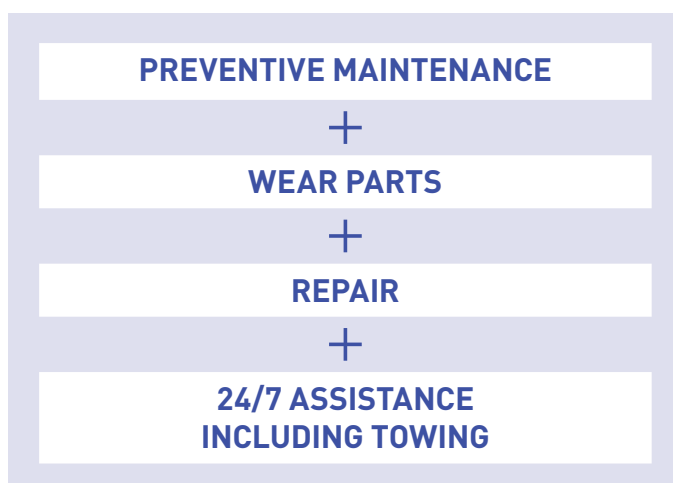 PREVENTIVE MAINTENANCE
+
WEAR PARTS
+
REPAIR
+
24/7 ASSISTANCE
INCLUDING TOWING